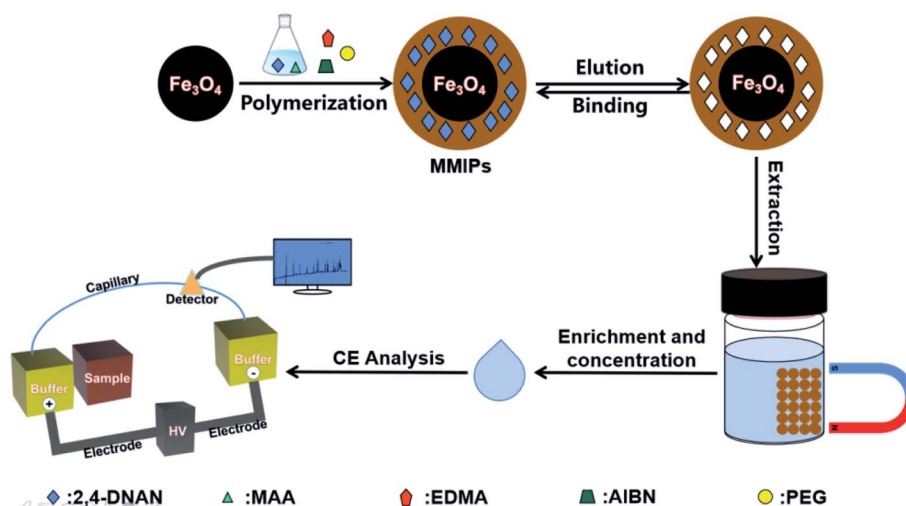 Fe₃O₄
Polymerization
Fe₃O₄
MMIPs
Elution
Binding
Fe₃O₄
Extraction
S
N
Enrichment and
concentration
CE Analysis
Capillary
Detector
Buffer
+
Sample
Buffer
-
HV
Electrode
Electrode
:2,4-DNAN :MAA :EDMA :AIBN :PEG